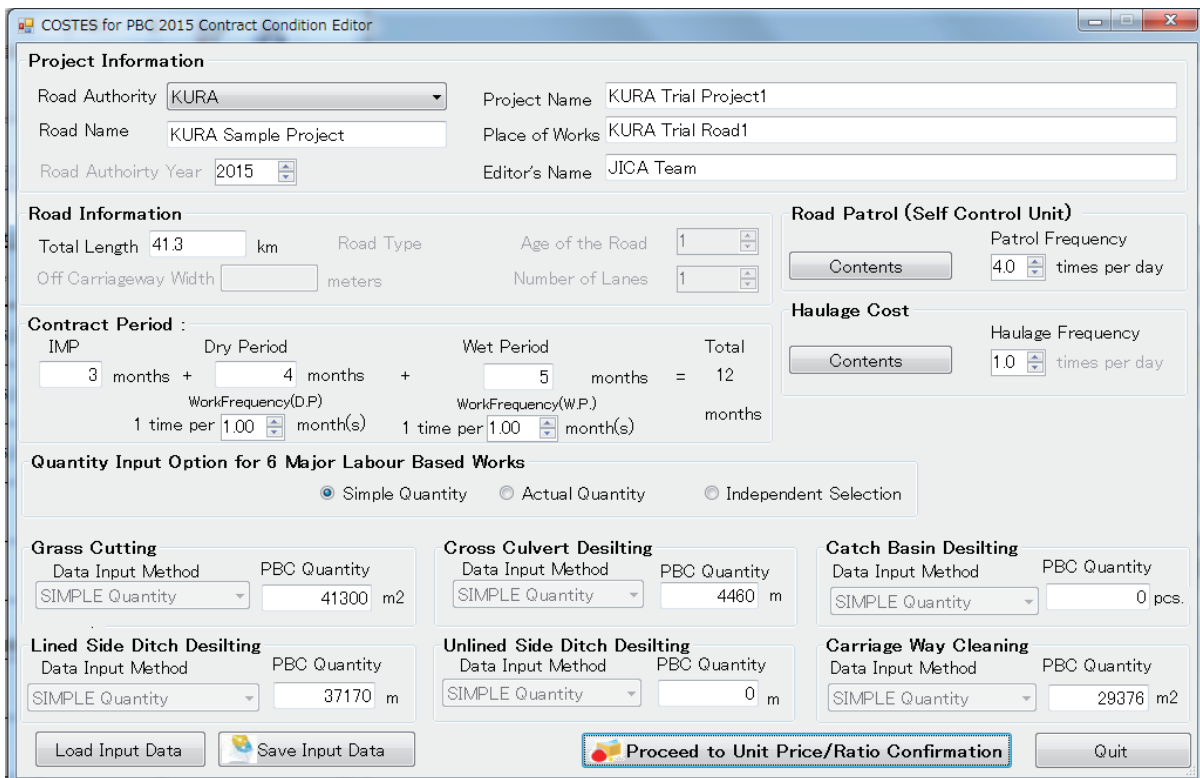 COSTES for PBC 2015 Contract Condition Editor
Project Information
Road Authority KURA
Project Name KURA Trial Project1
Road Name KURA Sample Project
Place of Works KURA Trial Road1
Road Authoirty Year 2015
Editor's Name JICA Team
Road Information
Total Length 41.3 km Road Type Age of the Road 1
Off Carriageway Width meters Number of Lanes 1
Road Patrol (Self Control Unit)
Patrol Frequency
Contents 4.0 times per day
Haulage Cost
Haulage Frequency
Contents 1.0 times per day
Contract Period :
IMP Dry Period Wet Period Total
3 months + 4 months + 5 months = 12
months
WorkFrequency(D.P) WorkFrequency(W.P.)
1 time per 1.00 month(s) 1 time per 1.00 month(s)
Quantity Input Option for 6 Major Labour Based Works
Simple Quantity Actual Quantity Independent Selection
Grass Cutting
Data Input Method PBC Quantity
SIMPLE Quantity 41300 m2
Cross Culvert Desilting
Data Input Method PBC Quantity
SIMPLE Quantity 4460 m
Catch Basin Desilting
Data Input Method PBC Quantity
SIMPLE Quantity 0 pcs.
Lined Side Ditch Desilting
Data Input Method PBC Quantity
SIMPLE Quantity 37170 m
Unlined Side Ditch Desilting
Data Input Method PBC Quantity
SIMPLE Quantity 0 m
Carriage Way Cleaning
Data Input Method PBC Quantity
SIMPLE Quantity 29376 m2
Load Input Data Save Input Data Proceed to Unit Price/Ratio Confirmation Quit